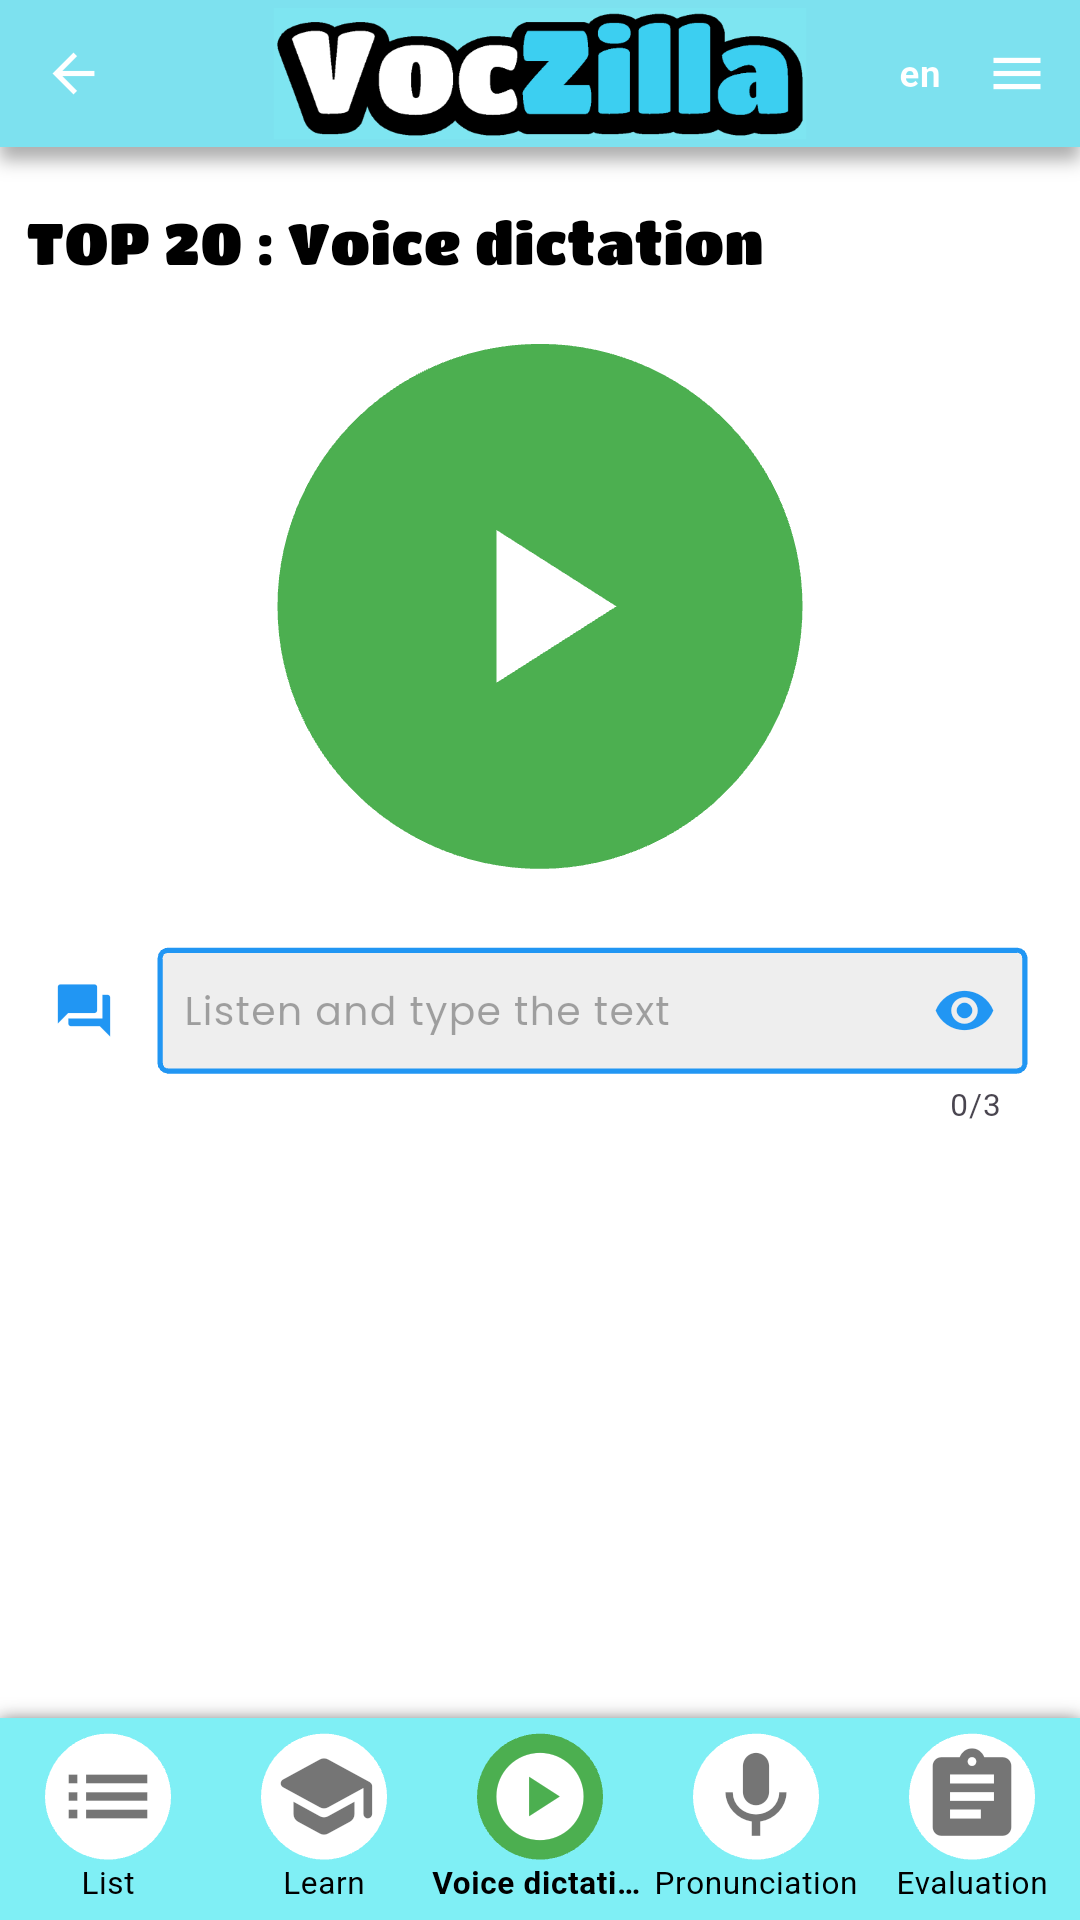 VocZilla
en
TOP 20 : Voice dictation
Listen and type the text
0/3
List
Learn
Voice dictati...
Pronunciation
Evaluation